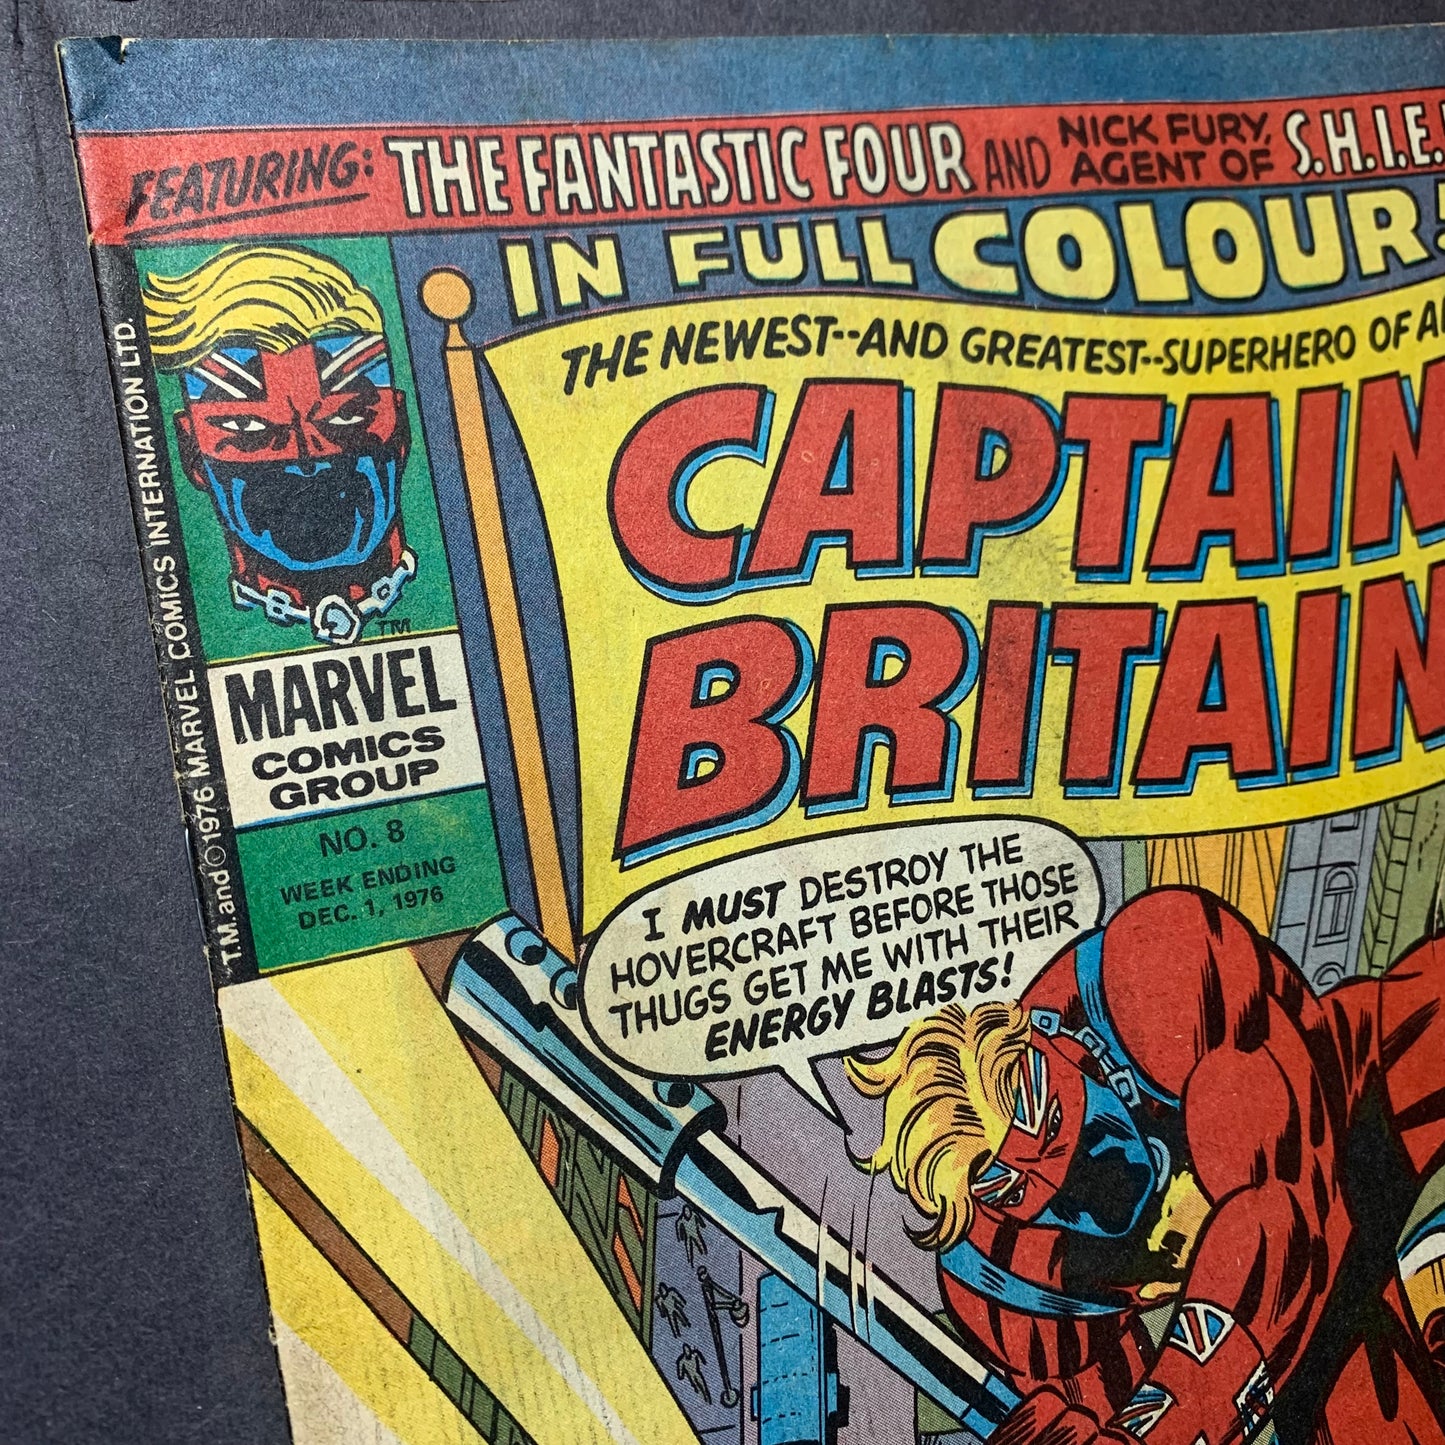 FEATURING: THE FANTASTIC FOUR AND NICK FURY, AGENT OF S.H.I.E.
IN FULL COLOUR!
THE NEWEST--AND GREATEST--SUPERHERO OF
CAPTAIN
BRITAIN
TM
MARVEL
COMICS
GROUP
NO. 8
WEEK ENDING
DEC. 1, 1976
T.M. and © 1976 MARVEL COMICS INTERNATION LTD.
I MUST DESTROY THE
HOVERCRAFT BEFORE THOSE
THUGS GET ME WITH THEIR
ENERGY BLASTS!